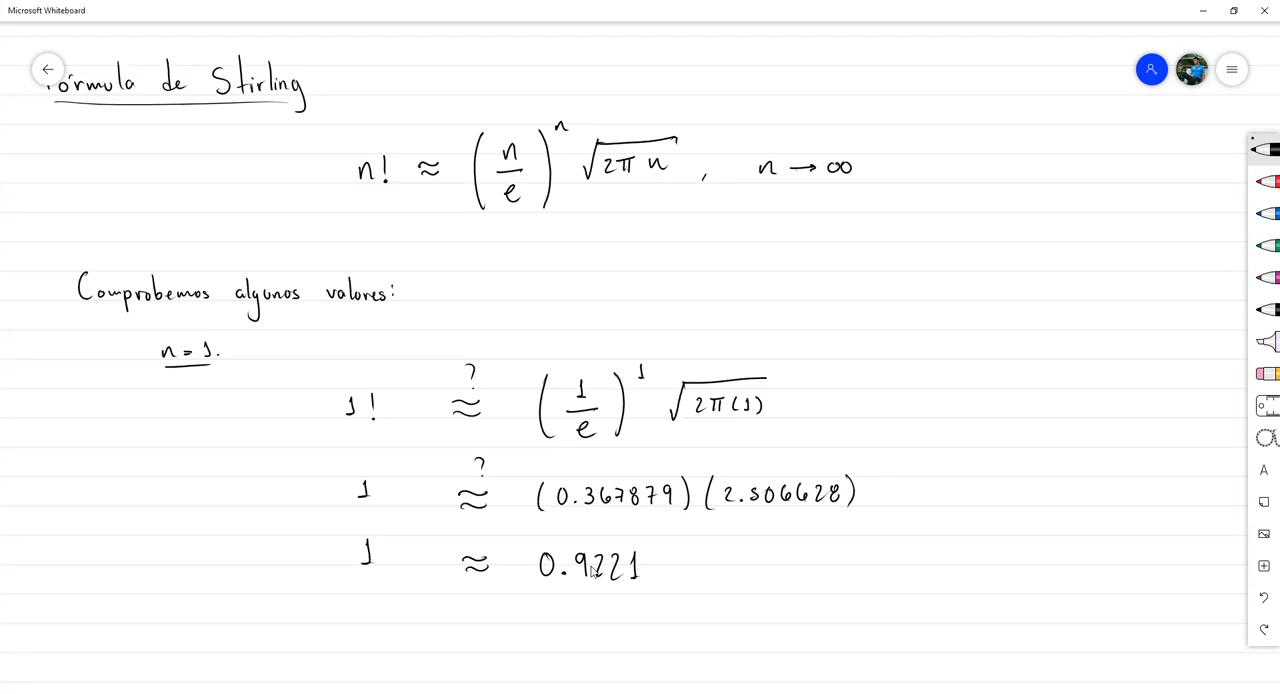 Microsoft Whiteboard
órmula de Stirling
n! ≈ (n/e)^n √(2π n), n → ∞
Comprobemos algunos valores:
n = 1.
1! ≈? (1/e)^1 √(2π(1))
1 ≈? (0.367879)(2.506628)
1 ≈ 0.9221
A